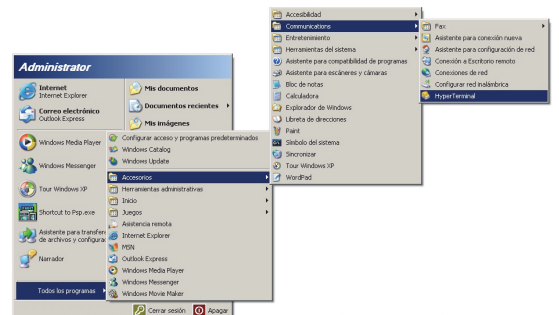 Administrator
Internet
Internet Explorer
Correo electrónico
Outlook Express
Windows Media Player
Windows Messenger
Tour Windows XP
Shortcut to Psp.exe
Asistente para transferen
de archivos y configurac
Narrador
Todos los programas
Mis documentos
Documentos recientes
Mis imágenes
Cerrar sesión
Apagar
Configurar acceso y programas predeterminados
Windows Catalog
Windows Update
Accesorios
Herramientas administrativas
Inicio
Juegos
Asistencia remota
Internet Explorer
MSN
Outlook Express
Windows Media Player
Windows Messenger
Windows Movie Maker
Accesibilidad
Communications
Entretenimiento
Herramientas del sistema
Asistente para compatibilidad de programas
Asistente para escáneres y cámaras
Bloc de notas
Calculadora
Explorador de Windows
Libreta de direcciones
Paint
Símbolo del sistema
Sincronizar
Tour Windows XP
WordPad
Fax
Asistente para conexión nueva
Asistente para configuración de red
Conexión a Escritorio remoto
Conexiones de red
Configurar red inalámbrica
HyperTerminal